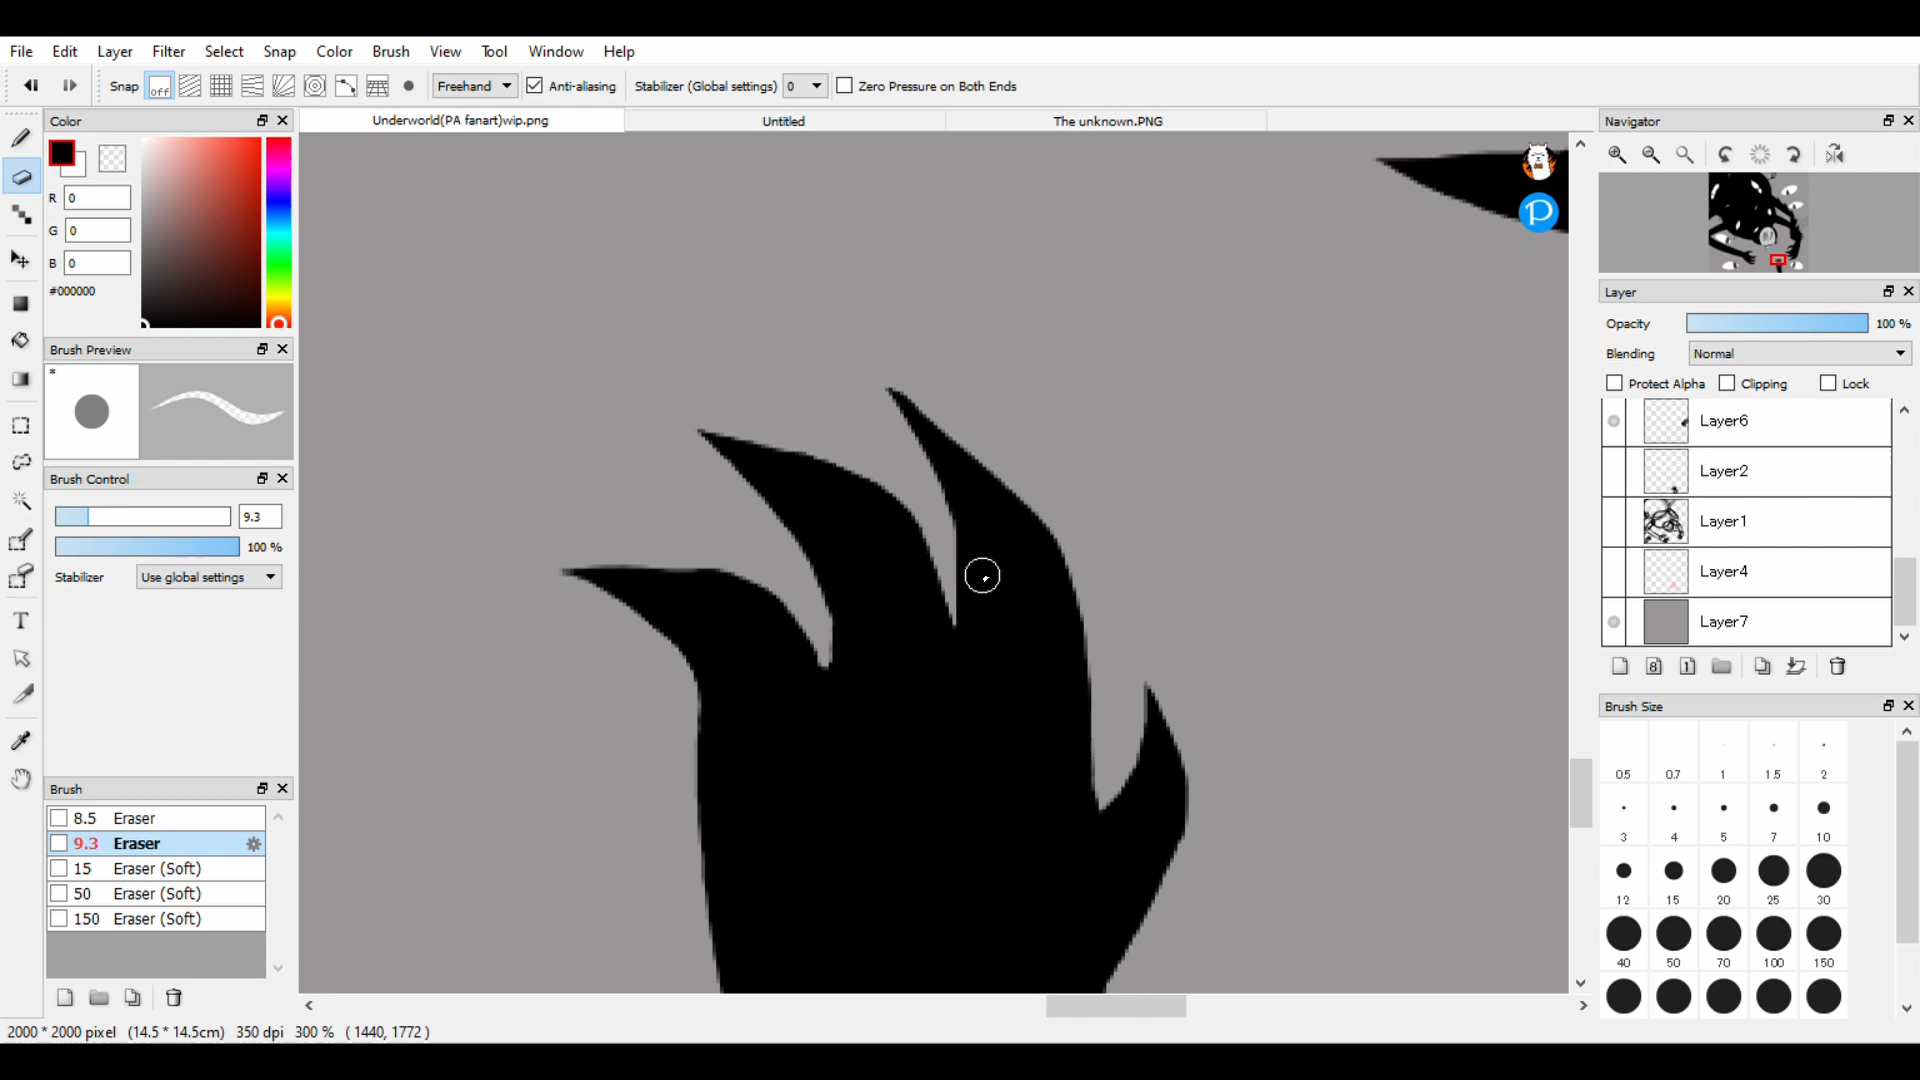 File Edit Layer Filter Select Snap Color Brush View Tool Window Help
Snap off Freehand Anti-aliasing Stabilizer (Global settings) 0 Zero Pressure on Both Ends
Color
Underworld(PA fanart)wip.png
Untitled
The unknown.PNG
Navigator
R 0
G 0
B 0
#000000
Brush Preview
*
Brush Control
9.3
100 %
Stabilizer Use global settings
Brush
8.5 Eraser
9.3 Eraser
15 Eraser (Soft)
50 Eraser (Soft)
150 Eraser (Soft)
P
Layer
Opacity 100 %
Blending Normal
Protect Alpha Clipping Lock
Layer6
Layer2
Layer1
Layer4
Layer7
8 1
Brush Size
0.5 0.7 1 1.5 2
3 4 5 7 10
12 15 20 25 30
40 50 70 100 150
T
2000 * 2000 pixel (14.5 * 14.5cm) 350 dpi 300 % ( 1440, 1772 )